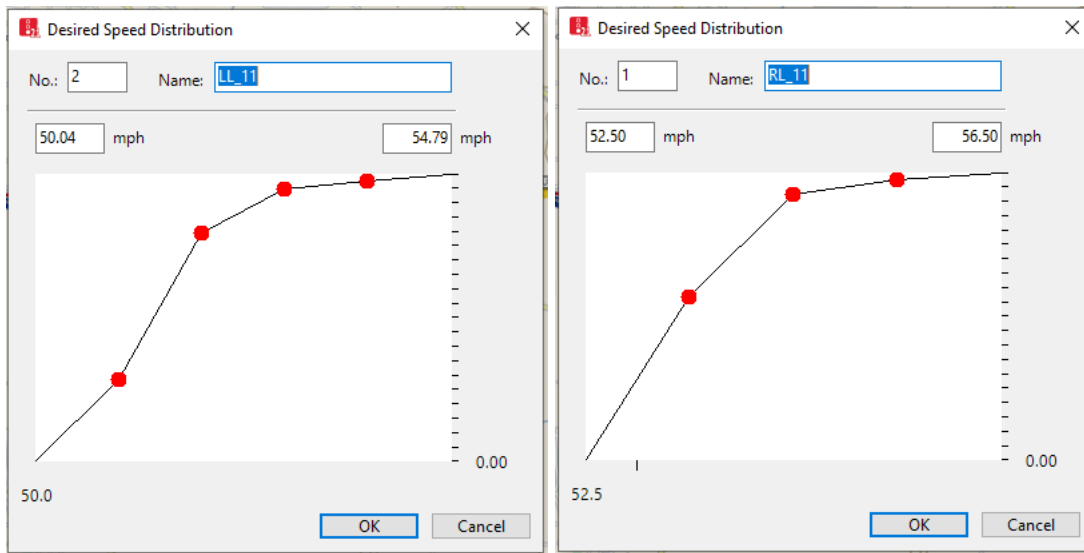 Desired Speed Distribution
No.: 2 Name: LL_11
50.04 mph 54.79 mph
0.00
50.0
OK Cancel
Desired Speed Distribution
No.: 1 Name: RL_11
52.50 mph 56.50 mph
0.00
52.5
OK Cancel